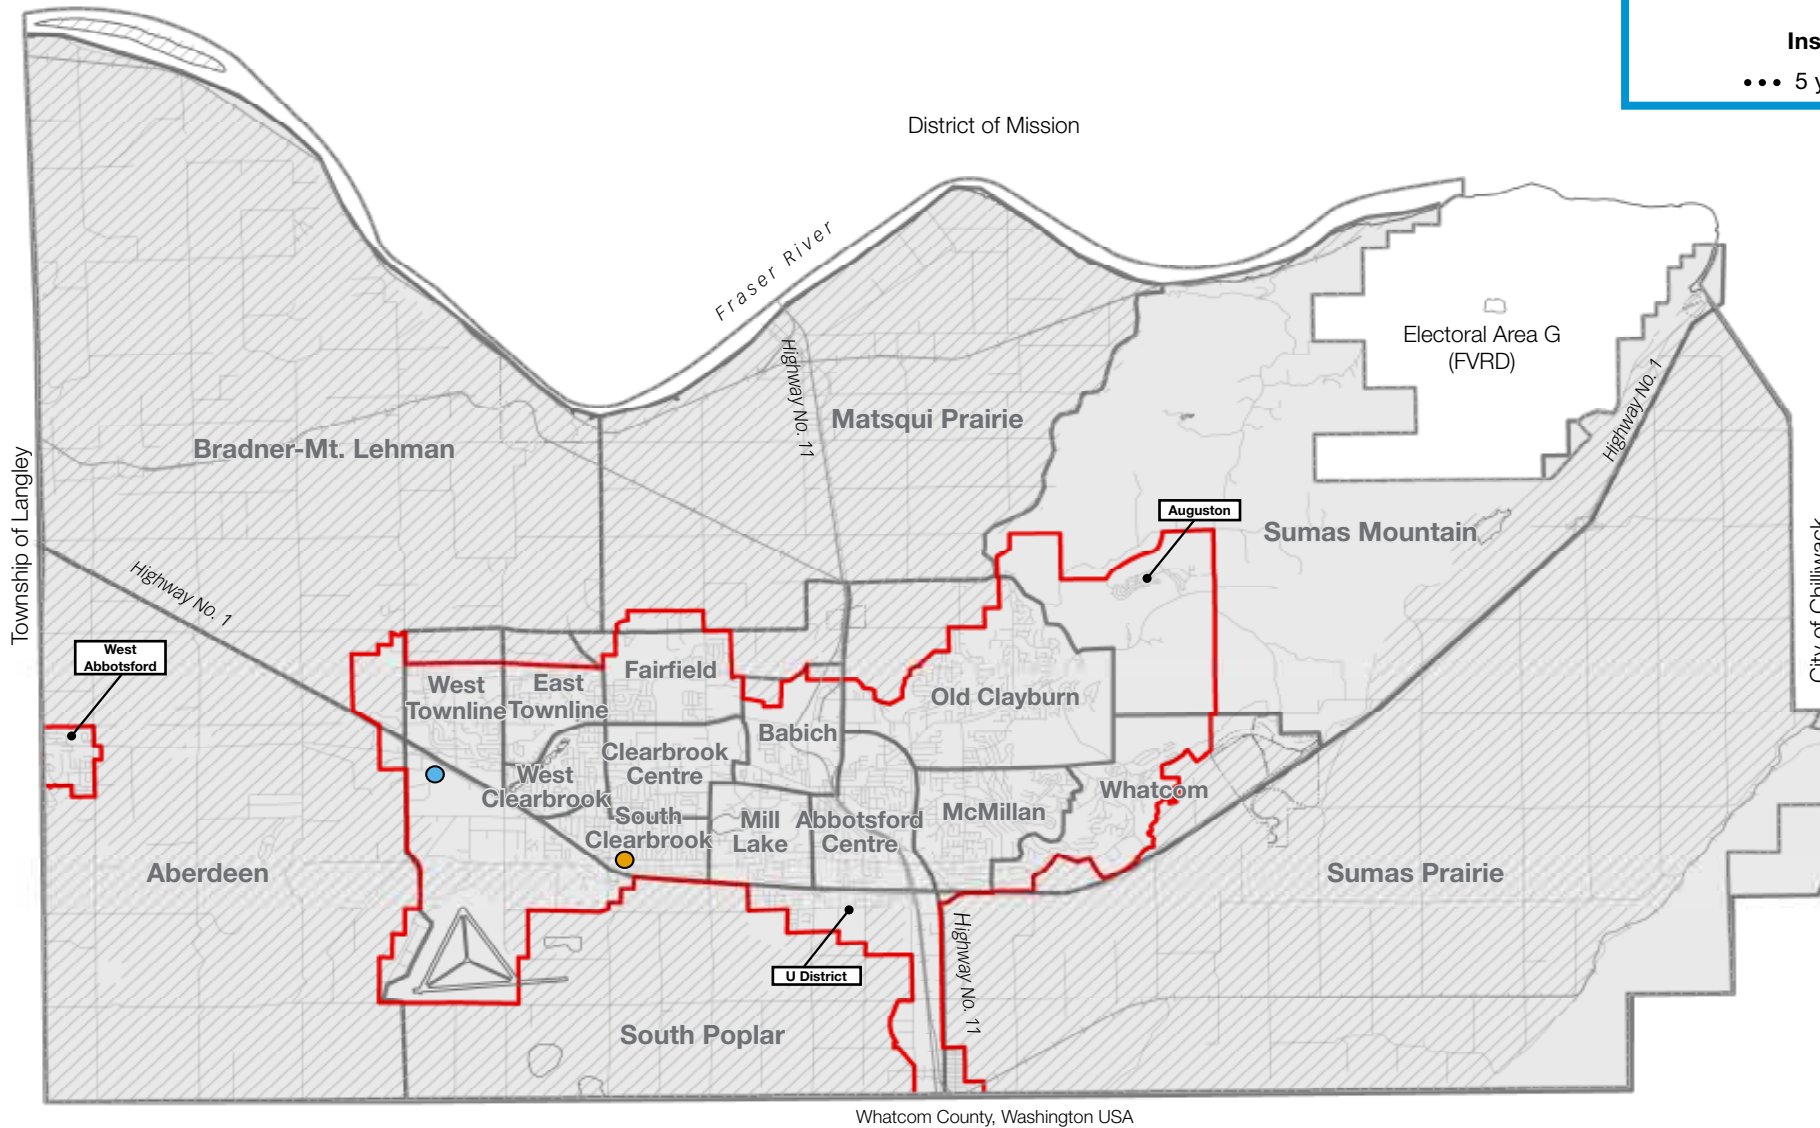 Ins
••• 5 y
District of Mission
Fraser River
Electoral Area G
(FVRD)
Highway No. 1
Highway No. 11
Matsqui Prairie
Bradner-Mt. Lehman
Township of Langley
Auguston
Sumas Mountain
City of Chilliwack
Highway No. 1
West
Abbotsford
Fairfield
West
Townline
East
Townline
Old Clayburn
Babich
Clearbrook
Centre
West
Clearbrook
Whatcom
McMillan
South
Clearbrook
Mill
Lake
Abbotsford
Centre
Aberdeen
Sumas Prairie
U District
Highway No. 11
South Poplar
Whatcom County, Washington USA